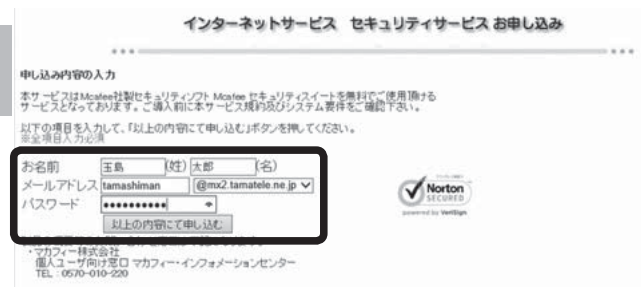 インターネットサービス セキュリティサービス お申し込み
申し込み内容の入力
本サービスはMcafee社製セキュリティソフト Mcafee セキュリティスイートを無料でご使用頂ける
サービスとなっております。ご導入前に本サービス規約及びシステム要件をご確認下さい。
以下の項目を入力して、「以上の内容にて申し込む」ボタンを押してください。
※全項目入力必須
お名前 玉島 (姓) 太郎 (名)
メールアドレス tamashiman @mx2.tamatele.ne.jp
パスワード ••••••••••
以上の内容にて申し込む
Norton
SECURED
powered by VeriSign
・マカフィー株式会社
個人ユーザ向け窓口 マカフィー・インフォメーションセンター
TEL : 0570-010-220